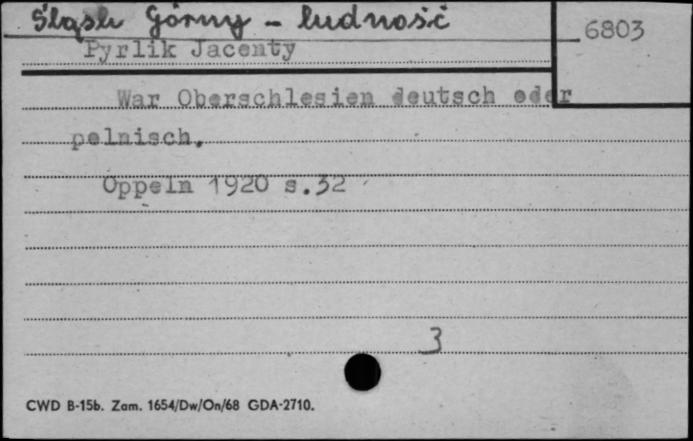 Śląsk Górny - ludność
6803
Pyrlik Jacenty
War Oberschlesien deutsch oder
polnisch.
Oppeln 1920 s.32
3
CWD B-15b. Zam. 1654/Dw/On/68 GDA-2710.